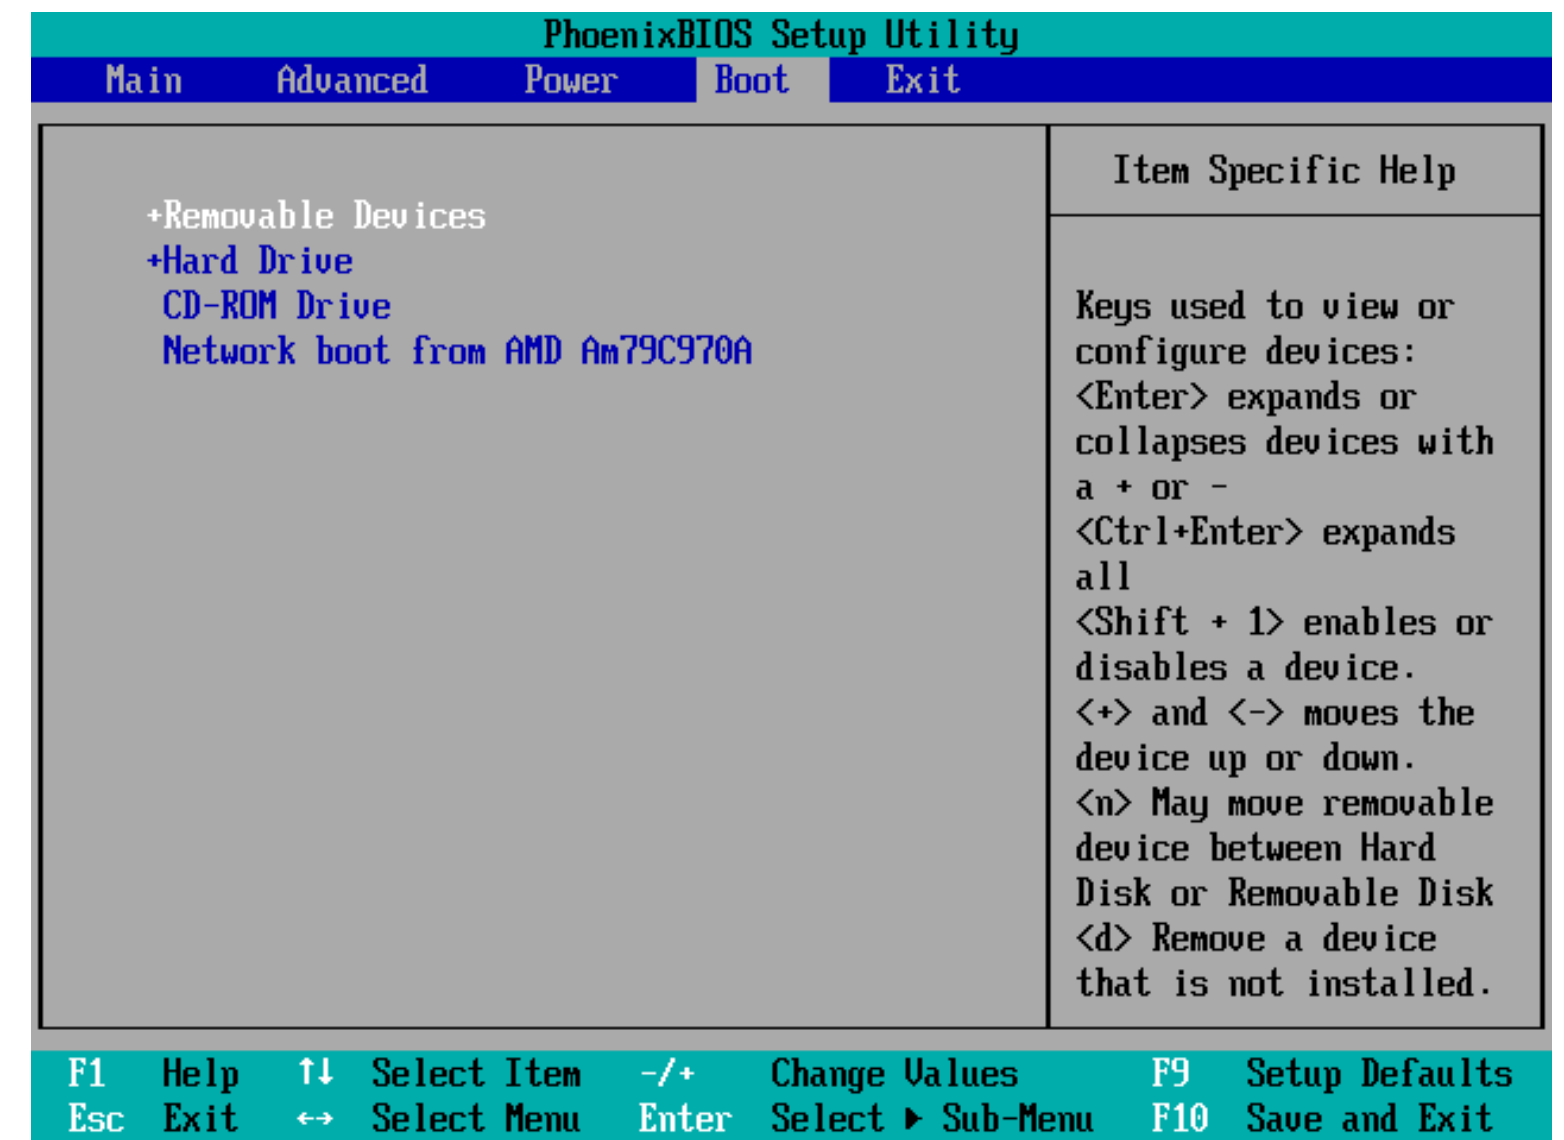 PhoenixBIOS Setup Utility
Main Advanced Power Boot Exit
+Removable Devices
+Hard Drive
CD-ROM Drive
Network boot from AMD Am79C970A
Item Specific Help
Keys used to view or
configure devices:
<Enter> expands or
collapses devices with
a + or -
<Ctrl+Enter> expands
all
<Shift + 1> enables or
disables a device.
<+> and <-> moves the
device up or down.
<n> May move removable
device between Hard
Disk or Removable Disk
<d> Remove a device
that is not installed.
F1 Help ↑↓ Select Item -/+ Change Values F9 Setup Defaults
Esc Exit ↔ Select Menu Enter Select ▶ Sub-Menu F10 Save and Exit